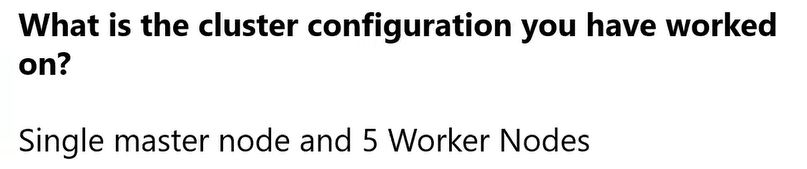 What is the cluster configuration you have worked
on?
Single master node and 5 Worker Nodes